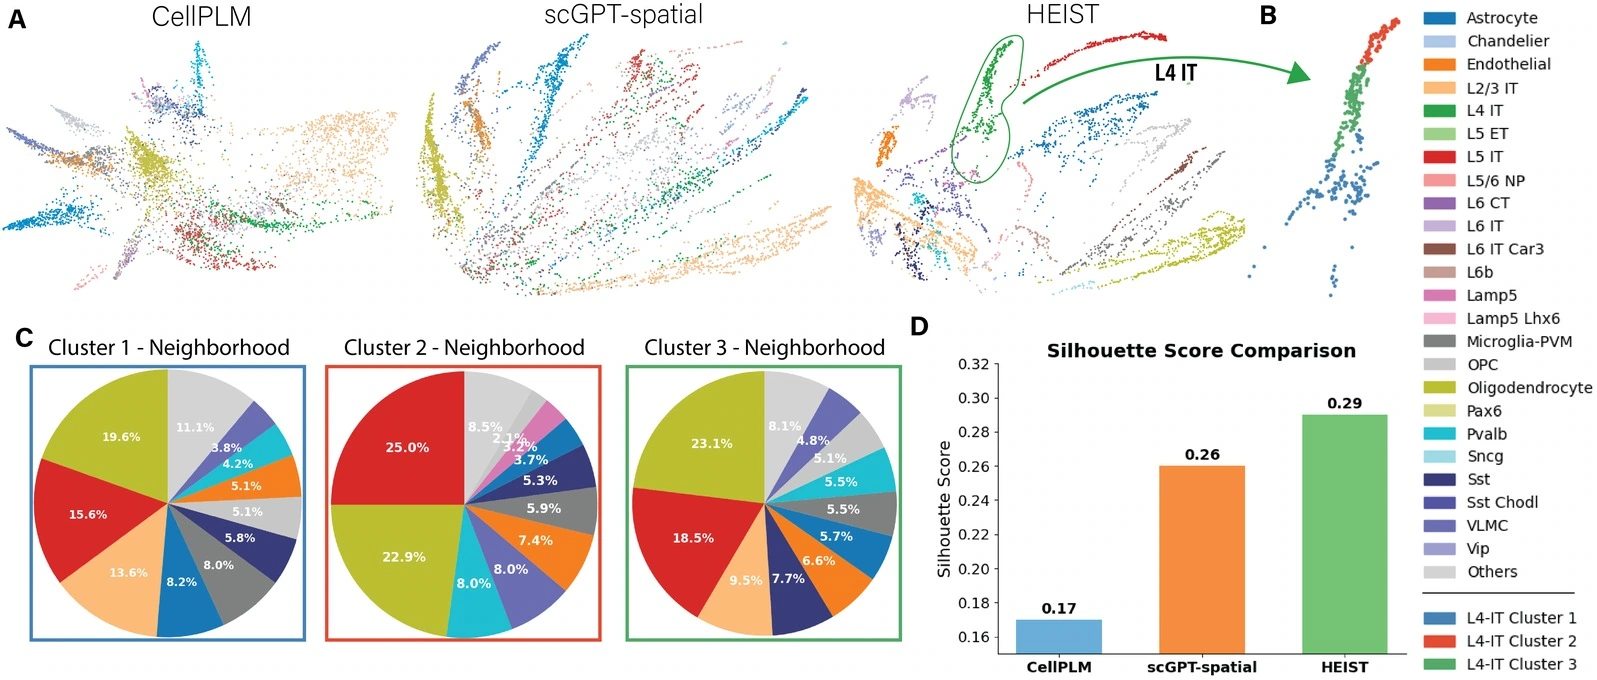 A
CellPLM
scGPT-spatial
HEIST
L4 IT
B
Astrocyte
Chandelier
Endothelial
L2/3 IT
L4 IT
L5 ET
L5 IT
L5/6 NP
L6 CT
L6 IT
L6 IT Car3
L6b
Lamp5
Lamp5 Lhx6
Microglia-PVM
OPC
Oligodendrocyte
Pax6
Pvalb
Sncg
Sst
Sst Chodl
VLMC
Vip
Others
L4-IT Cluster 1
L4-IT Cluster 2
L4-IT Cluster 3
C
Cluster 1 - Neighborhood
11.1%
3.8%
4.2%
5.1%
5.1%
5.8%
8.0%
8.2%
13.6%
15.6%
19.6%
Cluster 2 - Neighborhood
8.5%
2.1%
3.2%
3.7%
5.3%
5.9%
7.4%
8.0%
8.0%
22.9%
25.0%
Cluster 3 - Neighborhood
8.1%
4.8%
5.1%
5.5%
5.5%
5.7%
6.6%
7.7%
9.5%
18.5%
23.1%
D
Silhouette Score Comparison
Silhouette Score
0.32
0.30
0.28
0.26
0.24
0.22
0.20
0.18
0.16
0.17
0.26
0.29
CellPLM
scGPT-spatial
HEIST